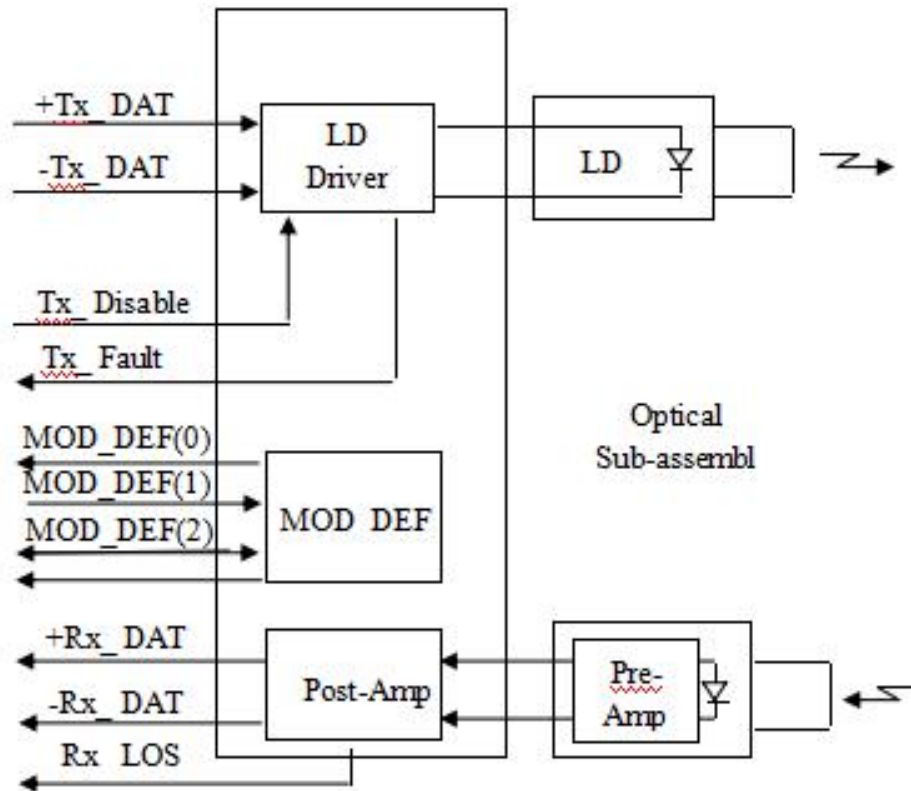 +Tx_DAT
LD
Driver
LD
-Tx_DAT
Tx_Disable
Tx_Fault
Optical
Sub-assembl
MOD_DEF(0)
MOD_DEF(1)
MOD_DEF(2)
MOD DEF
+Rx_DAT
-Rx_DAT
Rx LOS
Post-Amp
Pre-
Amp